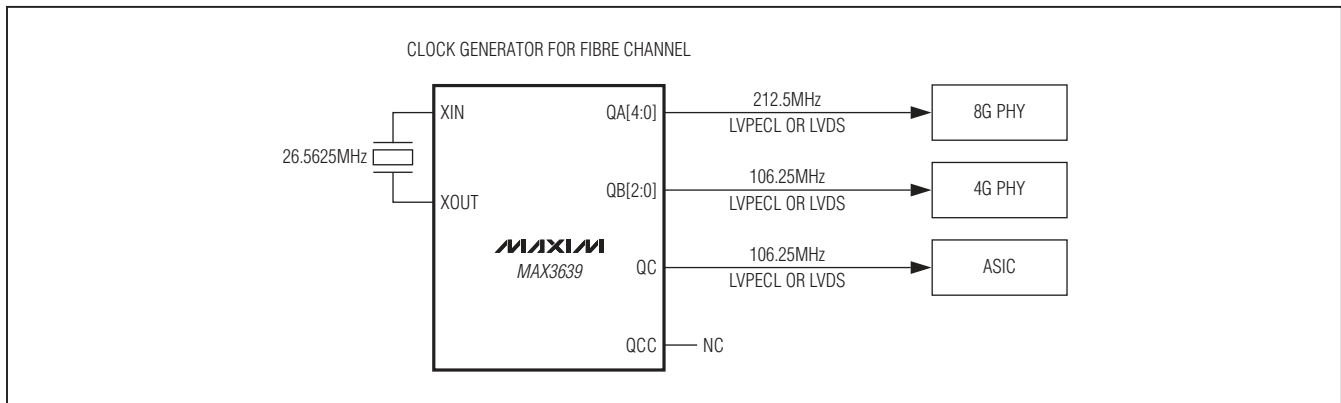 CLOCK GENERATOR FOR FIBRE CHANNEL
XIN
QA[4:0]
212.5MHz
LVPECL OR LVDS
8G PHY
26.5625MHz
XOUT
QB[2:0]
106.25MHz
LVPECL OR LVDS
4G PHY
MAXIM
MAX3639
QC
106.25MHz
LVPECL OR LVDS
ASIC
QCC
NC